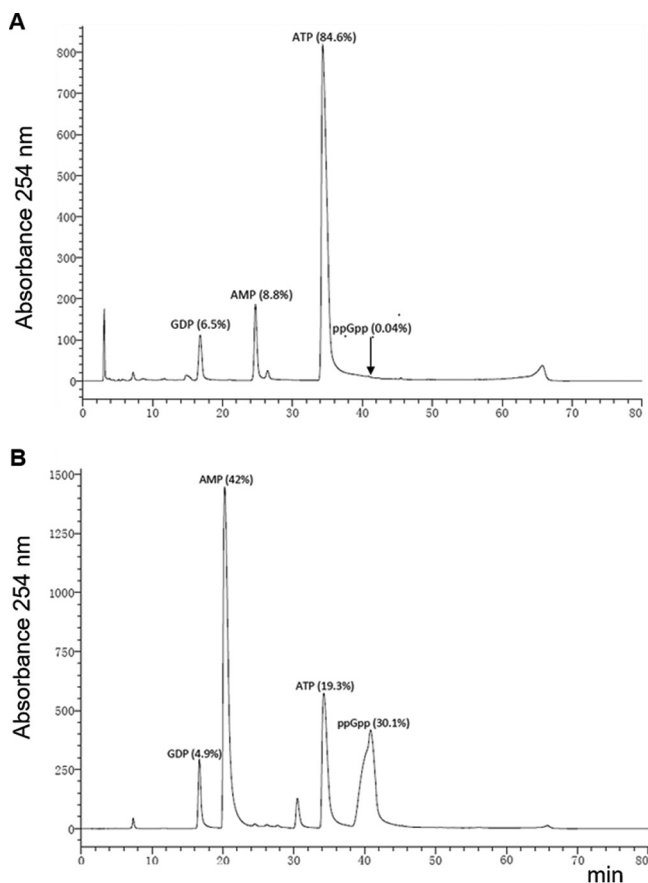 A
ATP (84.6%)
800
700
600
500
400
300
200
100
0
Absorbance 254 nm
GDP (6.5%)
AMP (8.8%)
ppGpp (0.04%)
0 10 20 30 40 50 60 70 80
B
AMP (42%)
1500
1250
1000
750
500
250
0
Absorbance 254 nm
GDP (4.9%)
ATP (19.3%)
ppGpp (30.1%)
0 10 20 30 40 50 60 70 80
min